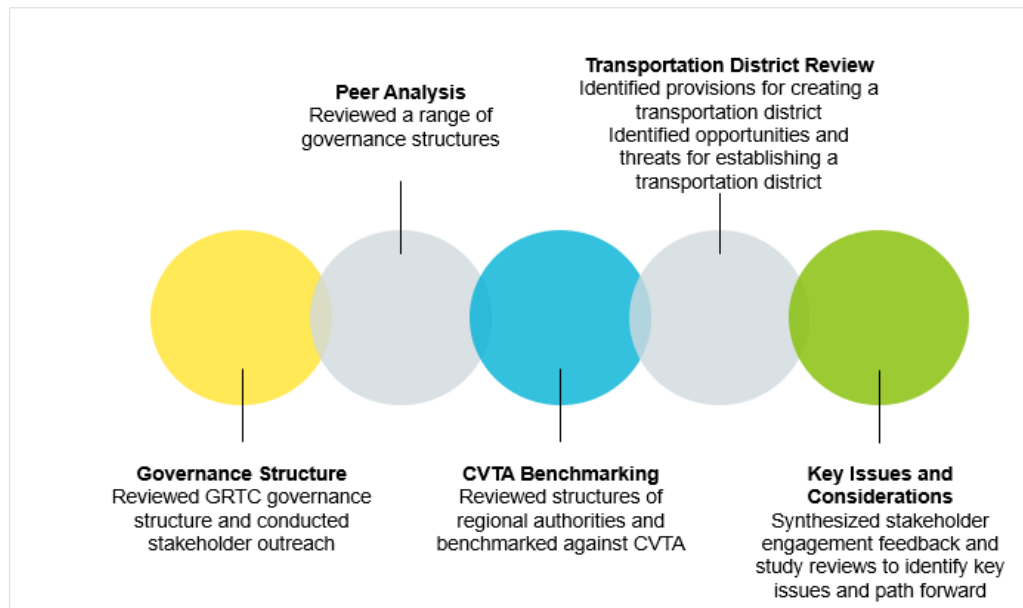 Peer Analysis
Reviewed a range of
governance structures
Transportation District Review
Identified provisions for creating a
transportation district
Identified opportunities and
threats for establishing a
transportation district
Governance Structure
Reviewed GRTC governance
structure and conducted
stakeholder outreach
CVTA Benchmarking
Reviewed structures of
regional authorities and
benchmarked against CVTA
Key Issues and
Considerations
Synthesized stakeholder
engagement feedback and
study reviews to identify key
issues and path forward